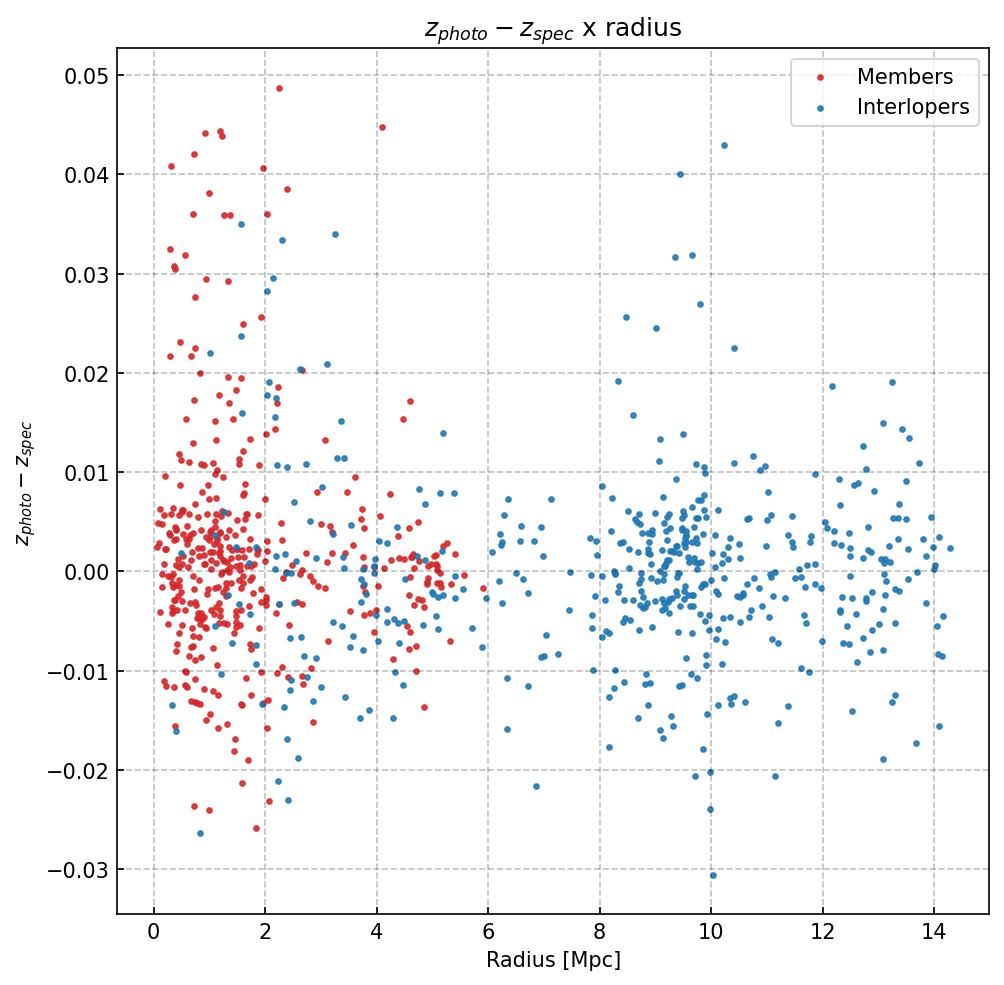 z_photo − z_spec x radius
Members
Interlopers
0.05
0.04
0.03
0.02
0.01
0.00
−0.01
−0.02
−0.03
z_photo − z_spec
0 2 4 6 8 10 12 14
Radius [Mpc]